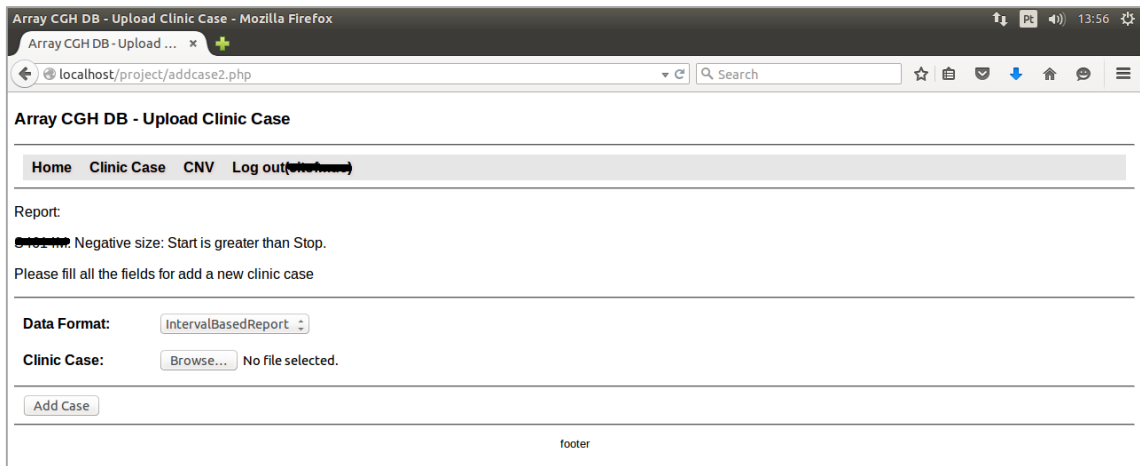 Array CGH DB - Upload Clinic Case - Mozilla Firefox Pt 13:56
Array CGH DB - Upload ... ×
localhost/project/addcase2.php Search
Array CGH DB - Upload Clinic Case
Home Clinic Case CNV Log out
Report:
: Negative size: Start is greater than Stop.
Please fill all the fields for add a new clinic case
Data Format: IntervalBasedReport
Clinic Case: Browse... No file selected.
Add Case
footer